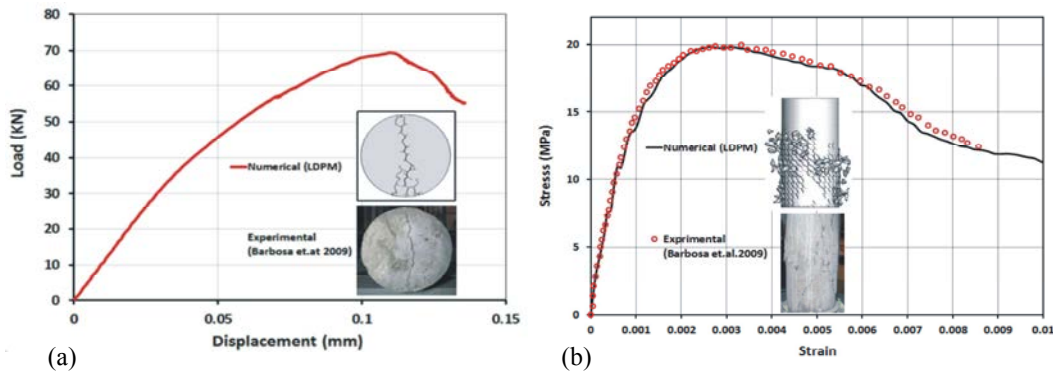 80
70
60
50
40
30
20
10
0
Load (KN)
Numerical (LDPM)
Experimental
(Barbosa et.at 2009)
0
0.05
0.1
0.15
Displacement (mm)
(a)
20
15
10
5
0
Stresss (MPa)
Numerical (LDPM)
Exprimental
(Barbosa et.al.2009)
0
0.001
0.002
0.003
0.004
0.005
0.006
0.007
0.008
0.009
0.01
Strain
(b)